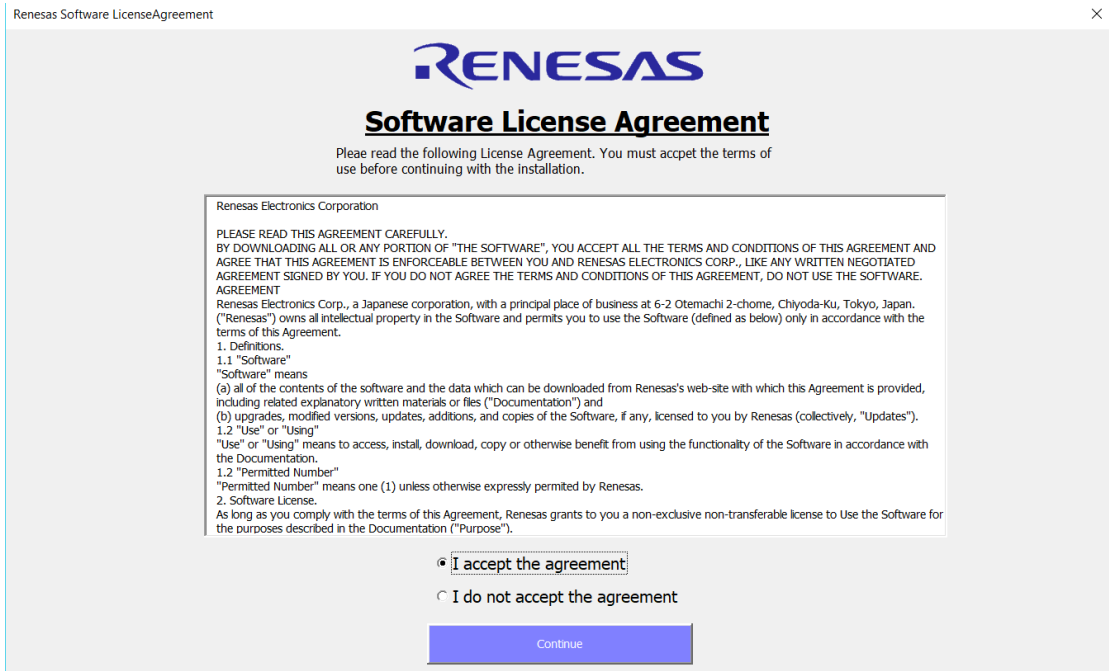 Renesas Software LicenseAgreement
RENESAS
Software License Agreement
Pleae read the following License Agreement. You must accpet the terms of
use before continuing with the installation.
Renesas Electronics Corporation
PLEASE READ THIS AGREEMENT CAREFULLY.
BY DOWNLOADING ALL OR ANY PORTION OF "THE SOFTWARE", YOU ACCEPT ALL THE TERMS AND CONDITIONS OF THIS AGREEMENT AND
AGREE THAT THIS AGREEMENT IS ENFORCEABLE BETWEEN YOU AND RENESAS ELECTRONICS CORP., LIKE ANY WRITTEN NEGOTIATED
AGREEMENT SIGNED BY YOU. IF YOU DO NOT AGREE THE TERMS AND CONDITIONS OF THIS AGREEMENT, DO NOT USE THE SOFTWARE.
AGREEMENT
Renesas Electronics Corp., a Japanese corporation, with a principal place of business at 6-2 Otemachi 2-chome, Chiyoda-Ku, Tokyo, Japan.
("Renesas") owns all intellectual property in the Software and permits you to use the Software (defined as below) only in accordance with the
terms of this Agreement.
1. Definitions.
1.1 "Software"
"Software" means
(a) all of the contents of the software and the data which can be downloaded from Renesas's web-site with which this Agreement is provided,
including related explanatory written materials or files ("Documentation") and
(b) upgrades, modified versions, updates, additions, and copies of the Software, if any, licensed to you by Renesas (collectively, "Updates").
1.2 "Use" or "Using"
"Use" or "Using" means to access, install, download, copy or otherwise benefit from using the functionality of the Software in accordance with
the Documentation.
1.2 "Permitted Number"
"Permitted Number" means one (1) unless otherwise expressly permited by Renesas.
2. Software License.
As long as you comply with the terms of this Agreement, Renesas grants to you a non-exclusive non-transferable license to Use the Software for
the purposes described in the Documentation ("Purpose").
I accept the agreement
I do not accept the agreement
Continue